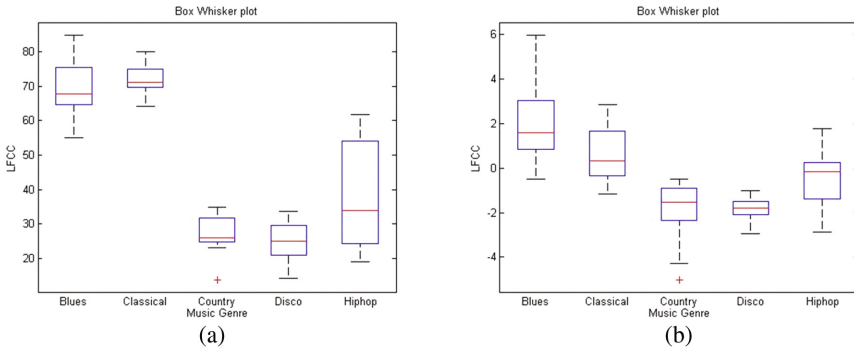 Box Whisker plot
80
70
60
50
40
30
20
LFCC
Blues Classical Country Disco Hiphop
Music Genre
(a)
Box Whisker plot
6
4
2
0
-2
-4
LFCC
Blues Classical Country Disco Hiphop
Music Genre
(b)